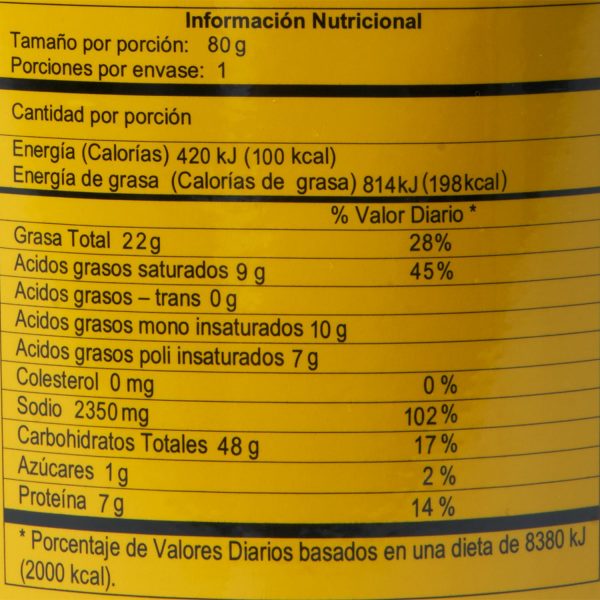 Información Nutricional
Tamaño por porción: 80 g
Porciones por envase: 1
Cantidad por porción
Energía (Calorías) 420 kJ (100 kcal)
Energía de grasa (Calorías de grasa) 814 kJ (198 kcal)
% Valor Diario *
Grasa Total 22 g 28%
Acidos grasos saturados 9 g 45%
Acidos grasos – trans 0 g
Acidos grasos mono insaturados 10 g
Acidos grasos poli insaturados 7 g
Colesterol 0 mg 0 %
Sodio 2350 mg 102 %
Carbohidratos Totales 48 g 17 %
Azúcares 1 g 2 %
Proteína 7 g 14 %
* Porcentaje de Valores Diarios basados en una dieta de 8380 kJ
(2000 kcal).